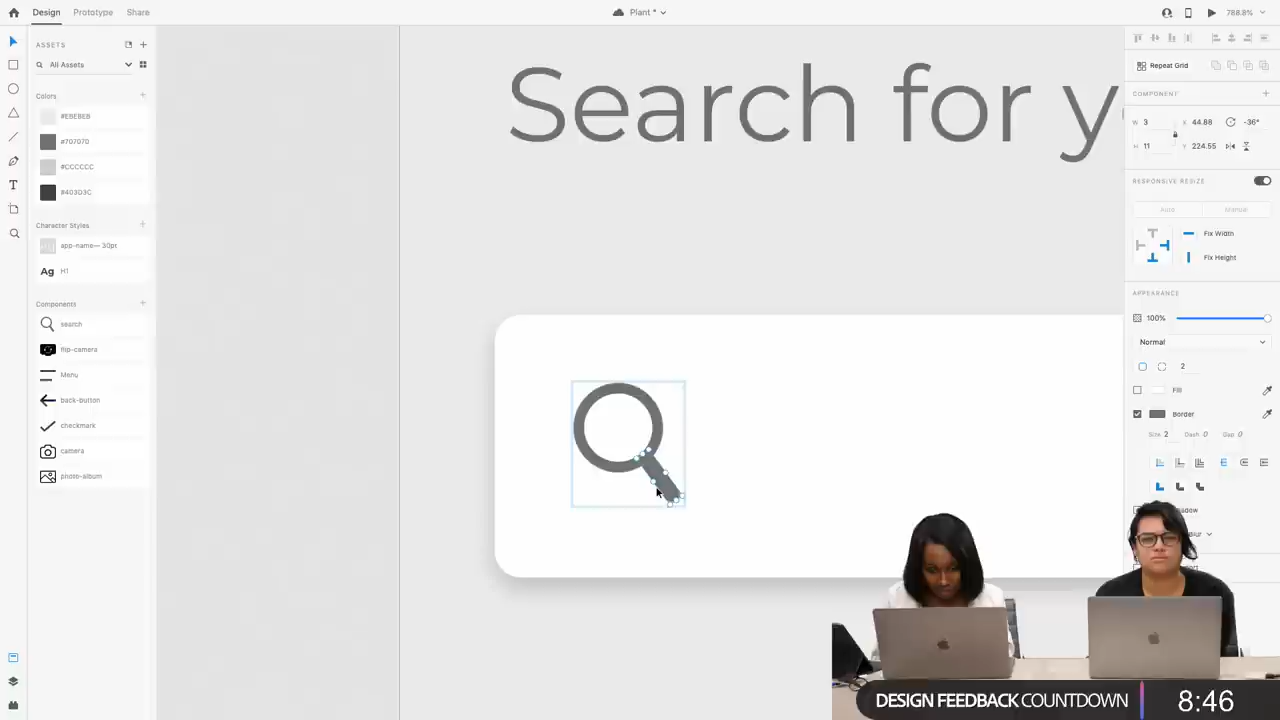 Design Prototype Share
Plant *
788.8%
ASSETS
All Assets
Colors
#EBEBEB
#707070
#CCCCCC
#403D3C
Character Styles
app-name— 30pt
Ag H1
Components
search
flip-camera
Menu
back-button
checkmark
camera
photo-album
Search for y
Repeat Grid
COMPONENT
W 3 X 44.88 -36°
H 11 Y 224.55
RESPONSIVE RESIZE
Auto Manual
Fix Width
Fix Height
APPEARANCE
100%
Normal
2
Fill
Border
Size 2 Dash 0 Gap 0
DESIGN FEEDBACK COUNTDOWN 8:46